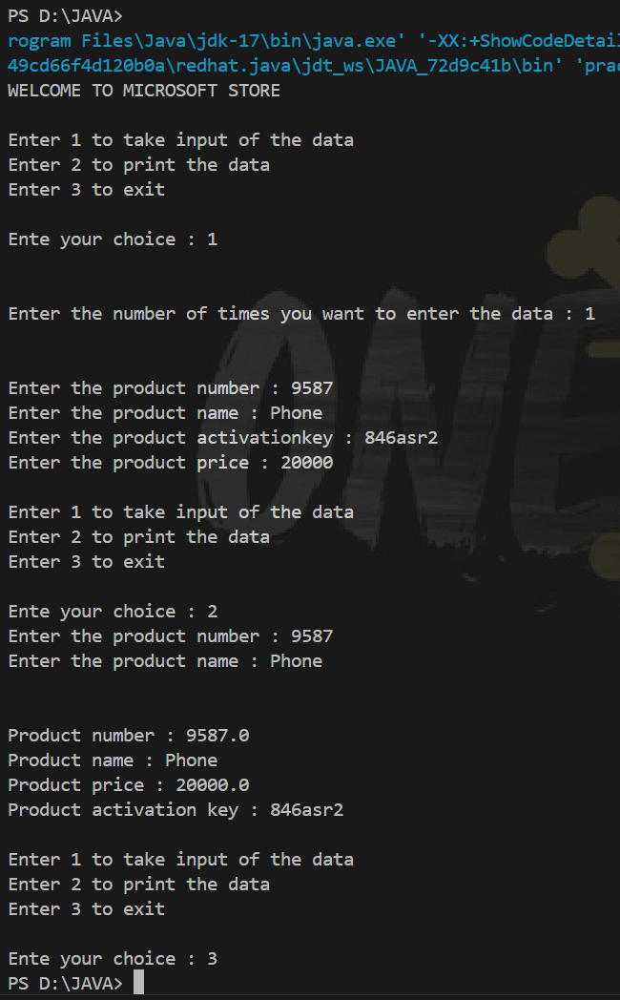 PS D:\JAVA>
rogram Files\Java\jdk-17\bin\java.exe' '-XX:+ShowCodeDetail
49cd66f4d120b0a\redhat.java\jdt_ws\JAVA_72d9c41b\bin' 'prac
WELCOME TO MICROSOFT STORE
Enter 1 to take input of the data
Enter 2 to print the data
Enter 3 to exit
Ente your choice : 1
Enter the number of times you want to enter the data : 1
Enter the product number : 9587
Enter the product name : Phone
Enter the product activationkey : 846asr2
Enter the product price : 20000
Enter 1 to take input of the data
Enter 2 to print the data
Enter 3 to exit
Ente your choice : 2
Enter the product number : 9587
Enter the product name : Phone
Product number : 9587.0
Product name : Phone
Product price : 20000.0
Product activation key : 846asr2
Enter 1 to take input of the data
Enter 2 to print the data
Enter 3 to exit
Ente your choice : 3
PS D:\JAVA>
ONE